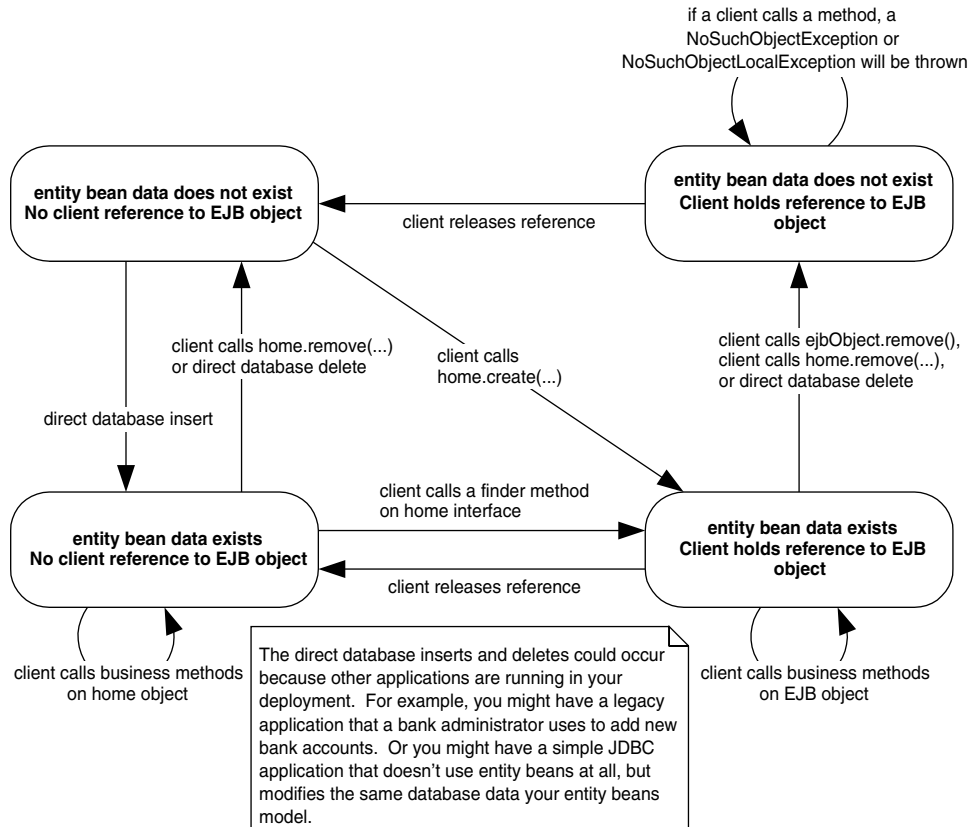 if a client calls a method, a
NoSuchObjectException or
NoSuchObjectLocalException will be thrown
entity bean data does not exist
No client reference to EJB object
entity bean data does not exist
Client holds reference to EJB
object
client releases reference
client calls home.remove(...)
or direct database delete
client calls
home.create(...)
client calls ejbObject.remove(),
client calls home.remove(...),
or direct database delete
direct database insert
client calls a finder method
on home interface
entity bean data exists
No client reference to EJB object
entity bean data exists
Client holds reference to EJB
object
client releases reference
client calls business methods
on home object
The direct database inserts and deletes could occur
because other applications are running in your
deployment.  For example, you might have a legacy
application that a bank administrator uses to add new
bank accounts.  Or you might have a simple JDBC
application that doesn't use entity beans at all, but
modifies the same database data your entity beans
model.
client calls business methods
on EJB object